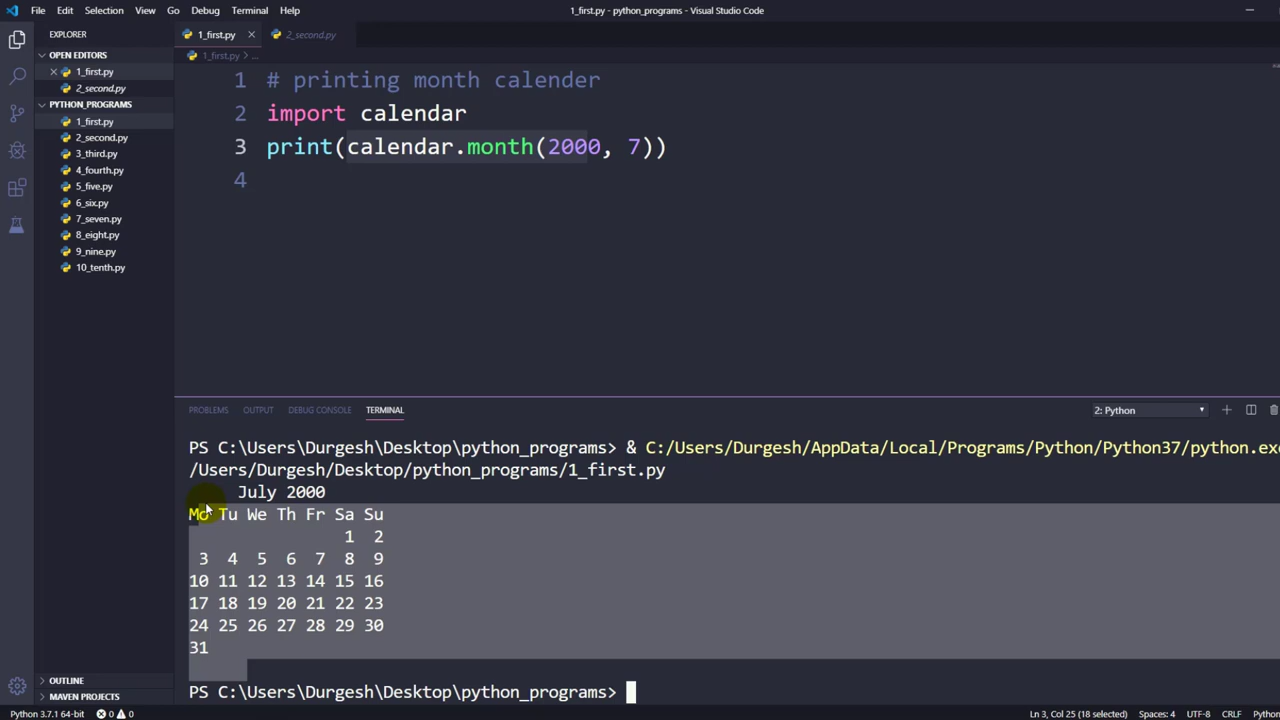 File Edit Selection View Go Debug Terminal Help
1_first.py - python_programs - Visual Studio Code
EXPLORER
OPEN EDITORS
1_first.py
2_second.py
PYTHON_PROGRAMS
1_first.py
2_second.py
3_third.py
4_fourth.py
5_five.py
6_six.py
7_seven.py
8_eight.py
9_nine.py
10_tenth.py
OUTLINE
MAVEN PROJECTS
1_first.py 2_second.py
1_first.py > ...
1 # printing month calender
2 import calendar
3 print(calendar.month(2000, 7))
4
PROBLEMS OUTPUT DEBUG CONSOLE TERMINAL
2: Python
PS C:\Users\Durgesh\Desktop\python_programs> & C:/Users/Durgesh/AppData/Local/Programs/Python/Python37/python.exe
/Users/Durgesh/Desktop/python_programs/1_first.py
July 2000
Mo Tu We Th Fr Sa Su
1 2
3 4 5 6 7 8 9
10 11 12 13 14 15 16
17 18 19 20 21 22 23
24 25 26 27 28 29 30
31
PS C:\Users\Durgesh\Desktop\python_programs>
Python 3.7.1 64-bit 0 0
Ln 3, Col 25 (18 selected) Spaces: 4 UTF-8 CRLF Python